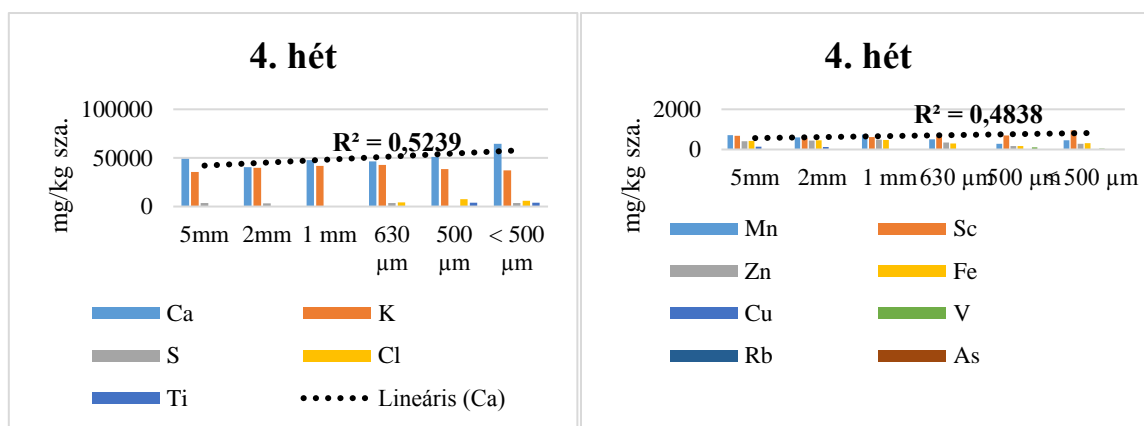 4. hét
mg/kg sza.
100000
50000
0
R² = 0,5239
5mm 2mm 1 mm 630 µm 500 µm < 500 µm
Ca K
S Cl
Ti Lineáris (Ca)
4. hét
mg/kg sza.
2000
0
R² = 0,4838
5mm 2mm 1 mm 630 µm 500 µm < 500 µm
Mn Sc
Zn Fe
Cu V
Rb As